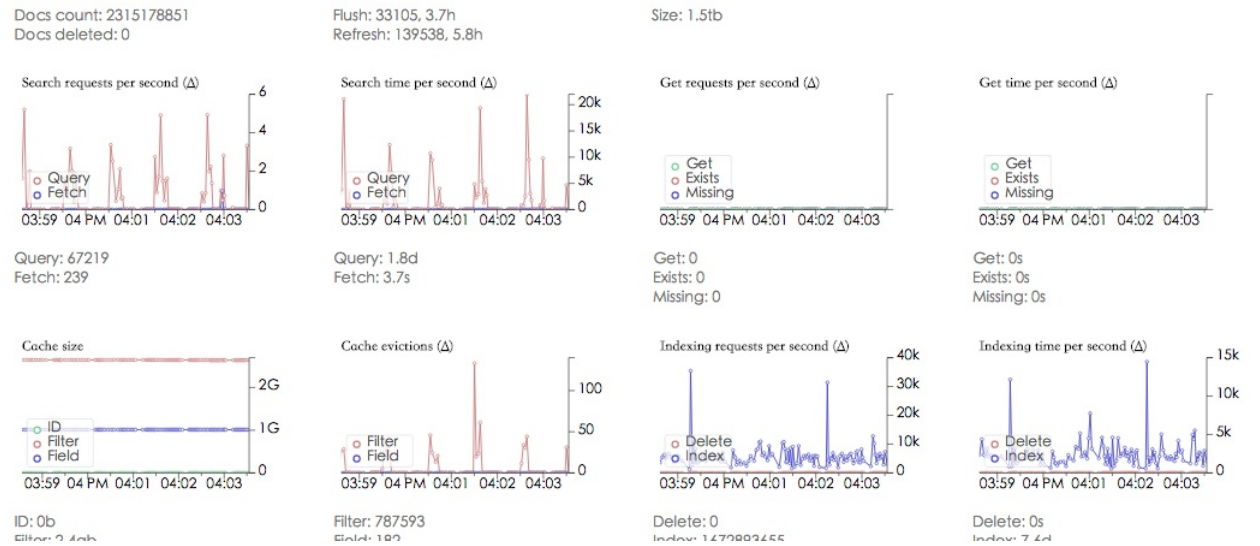 Docs count: 2315178851
Docs deleted: 0
Flush: 33105, 3.7h
Refresh: 139538, 5.8h
Size: 1.5tb
Search requests per second (Δ)
6
4
2
0
Query
Fetch
03:59 04 PM 04:01 04:02 04:03
Query: 67219
Fetch: 239
Search time per second (Δ)
20k
15k
10k
5k
0
Query
Fetch
03:59 04 PM 04:01 04:02 04:03
Query: 1.8d
Fetch: 3.7s
Get requests per second (Δ)
Get
Exists
Missing
03:59 04 PM 04:01 04:02 04:03
Get: 0
Exists: 0
Missing: 0
Get time per second (Δ)
Get
Exists
Missing
03:59 04 PM 04:01 04:02 04:03
Get: 0s
Exists: 0s
Missing: 0s
Cache size
2G
1G
0
ID
Filter
Field
03:59 04 PM 04:01 04:02 04:03
ID: 0b
Filter: 2.4gb
Cache evictions (Δ)
100
50
0
Filter
Field
03:59 04 PM 04:01 04:02 04:03
Filter: 787593
Field: 182
Indexing requests per second (Δ)
40k
30k
20k
10k
0
Delete
Index
03:59 04 PM 04:01 04:02 04:03
Delete: 0
Index: 1672893655
Indexing time per second (Δ)
15k
10k
5k
0
Delete
Index
03:59 04 PM 04:01 04:02 04:03
Delete: 0s
Index: 7.6d